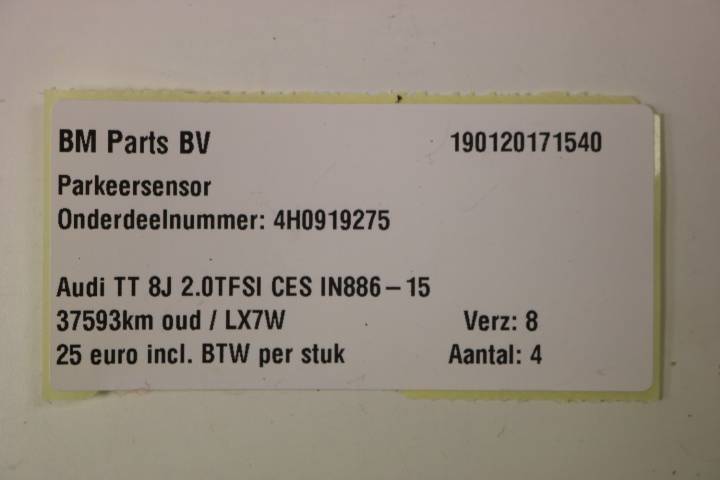 BM Parts BV 190120171540
Parkeersensor
Onderdeelnummer: 4H0919275
Audi TT 8J 2.0TFSI CES IN886-15
37593km oud / LX7W Verz: 8
25 euro incl. BTW per stuk Aantal: 4